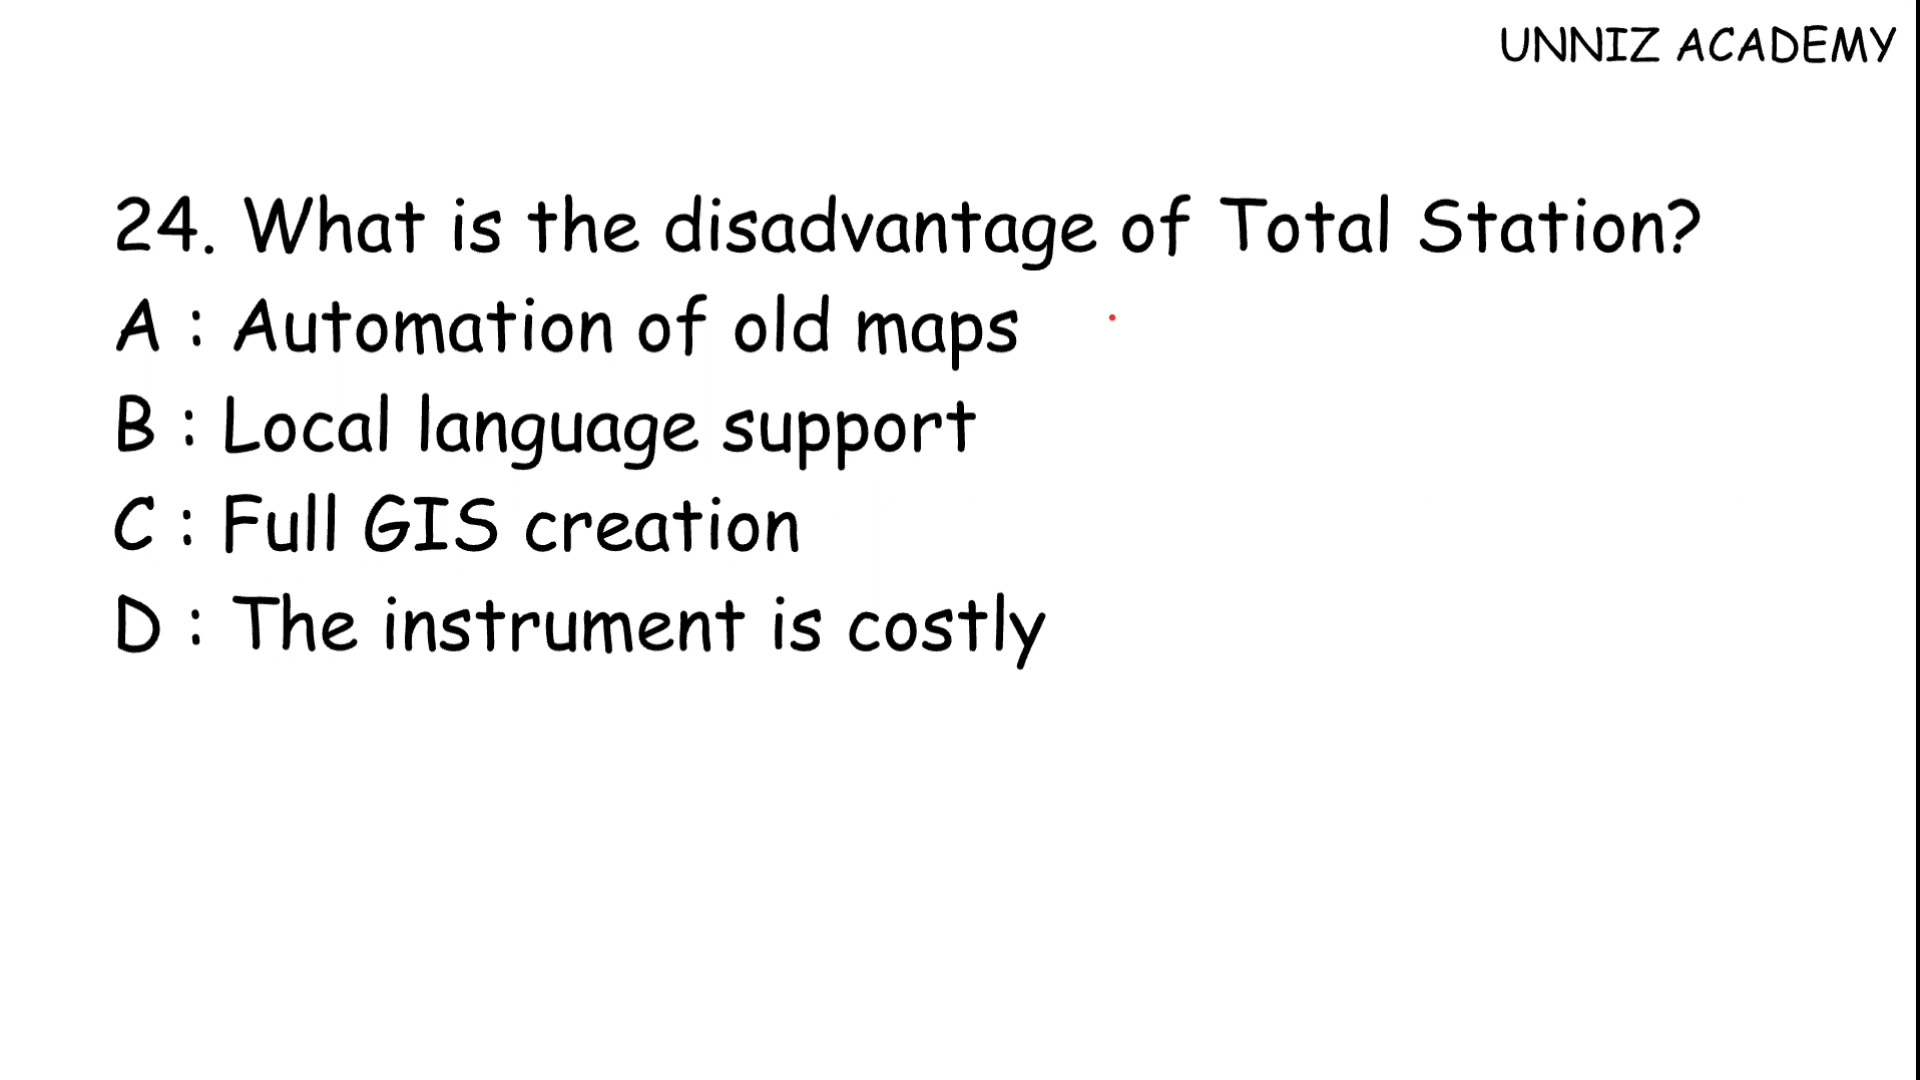 UNNIZ ACADEMY
24. What is the disadvantage of Total Station?
A : Automation of old maps
B : Local language support
C : Full GIS creation
D : The instrument is costly